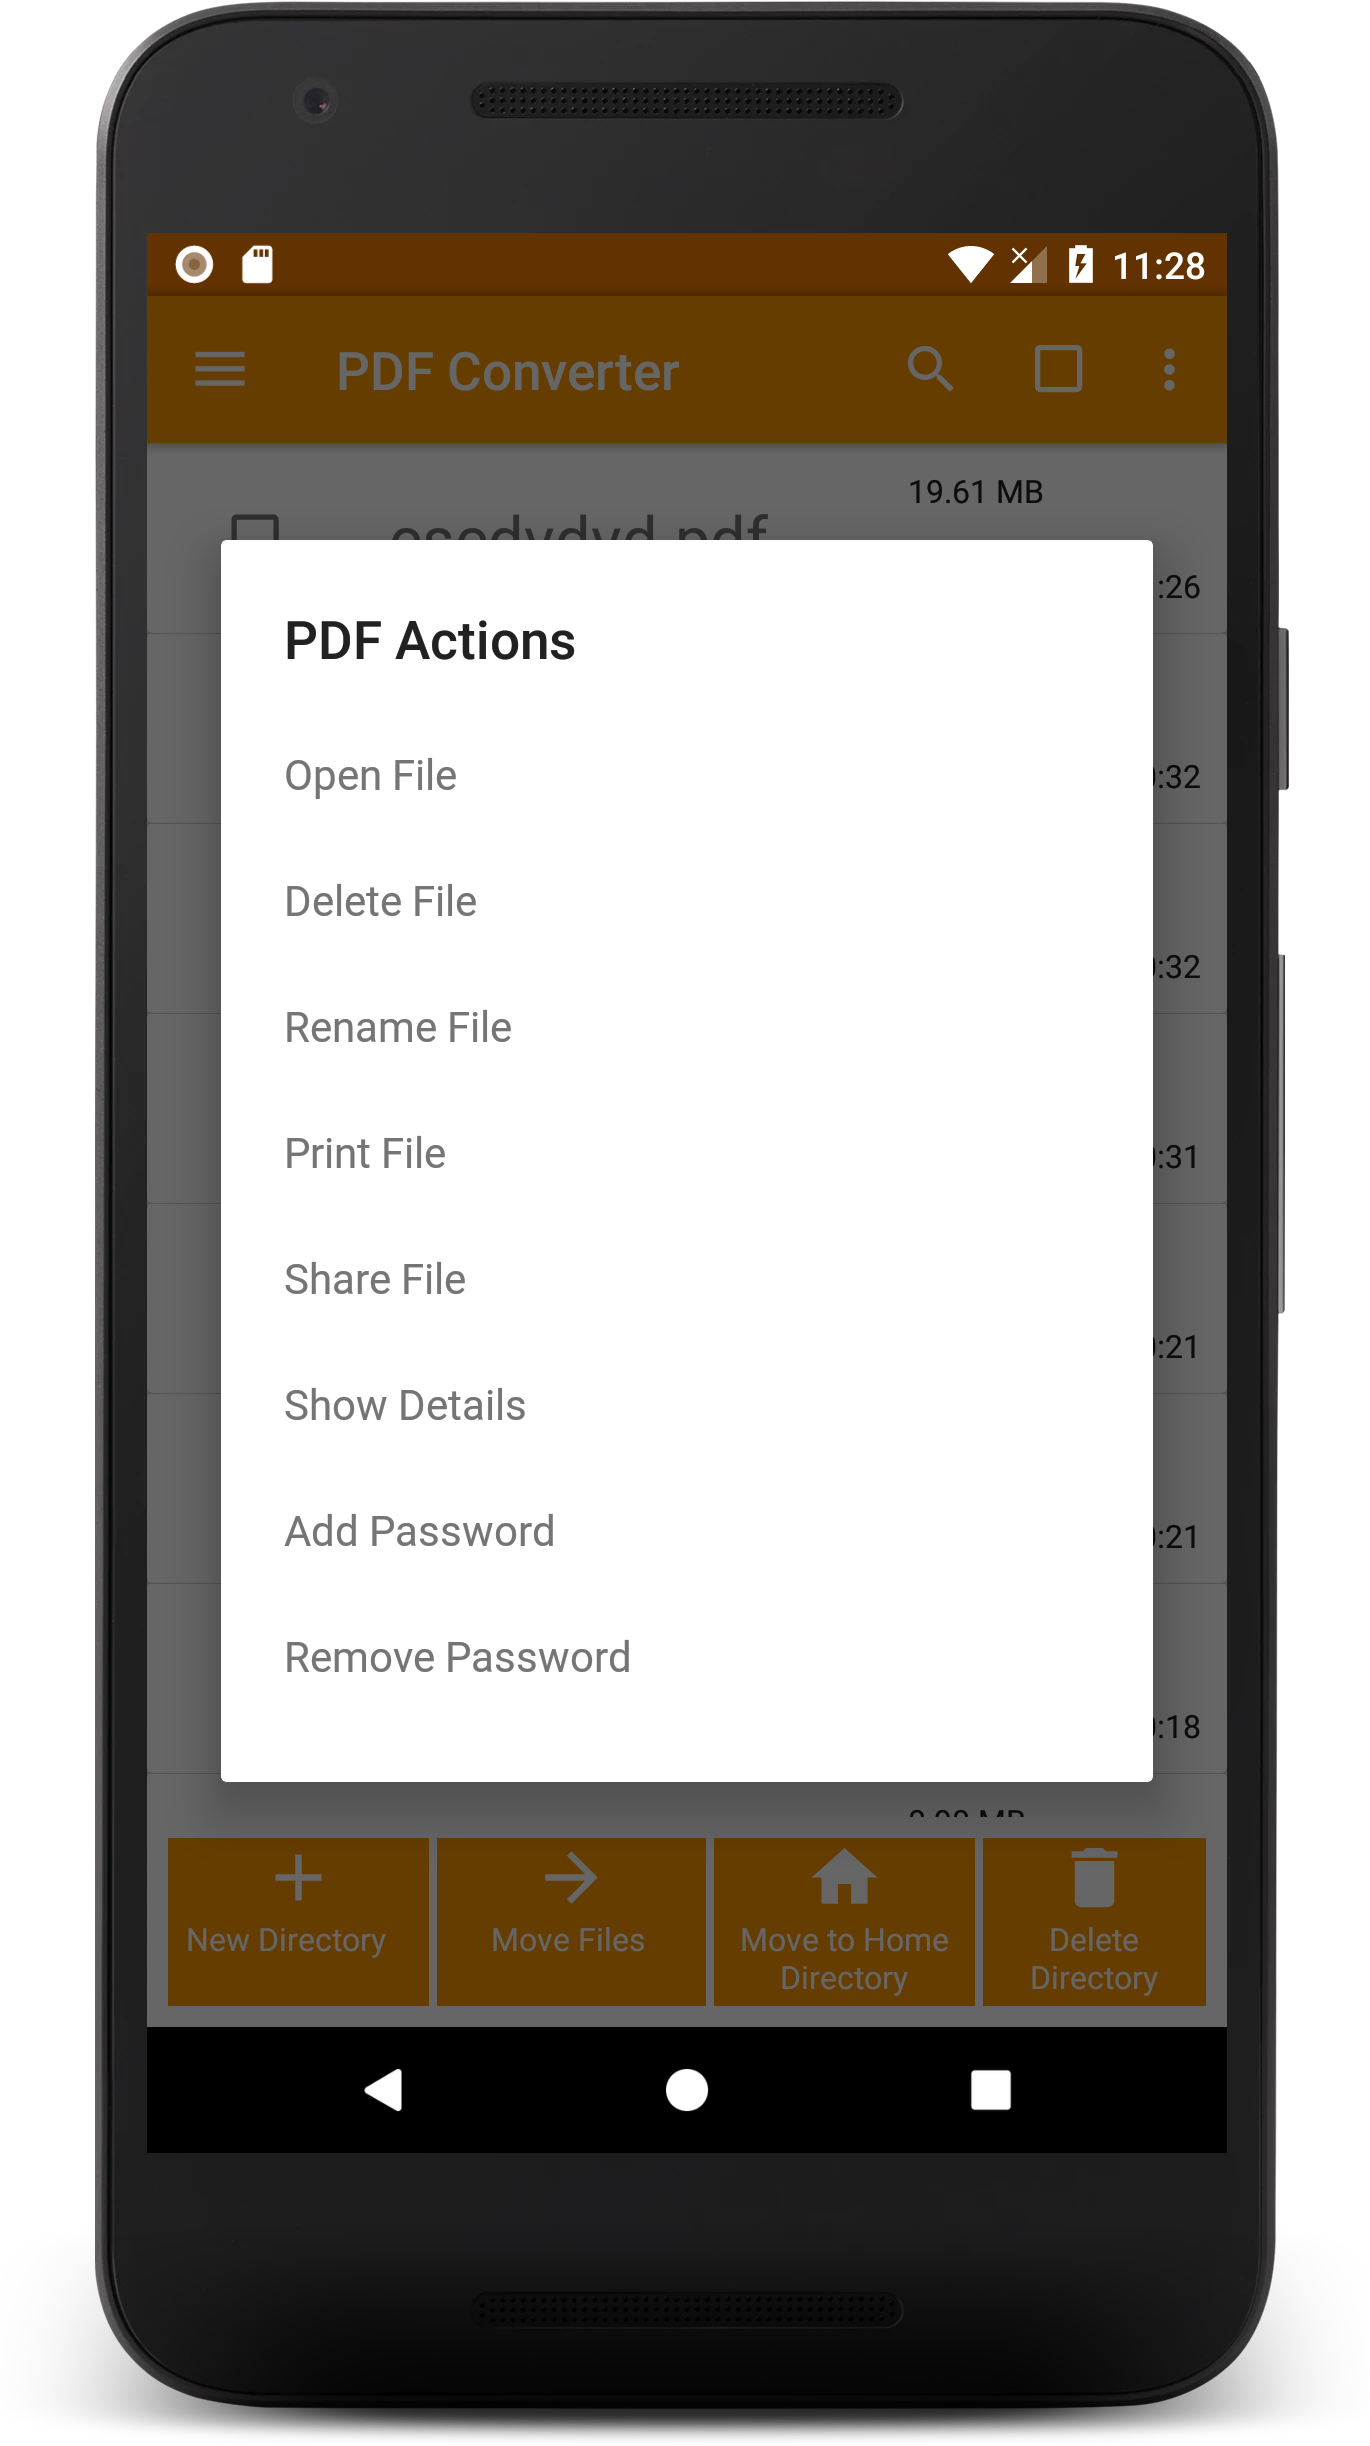 11:28
PDF Converter
19.61 MB
:26
PDF Actions
Open File
:32
Delete File
:32
Rename File
Print File
:31
Share File
:21
Show Details
Add Password
:21
Remove Password
:18
New Directory
Move Files
Move to Home
Directory
Delete
Directory